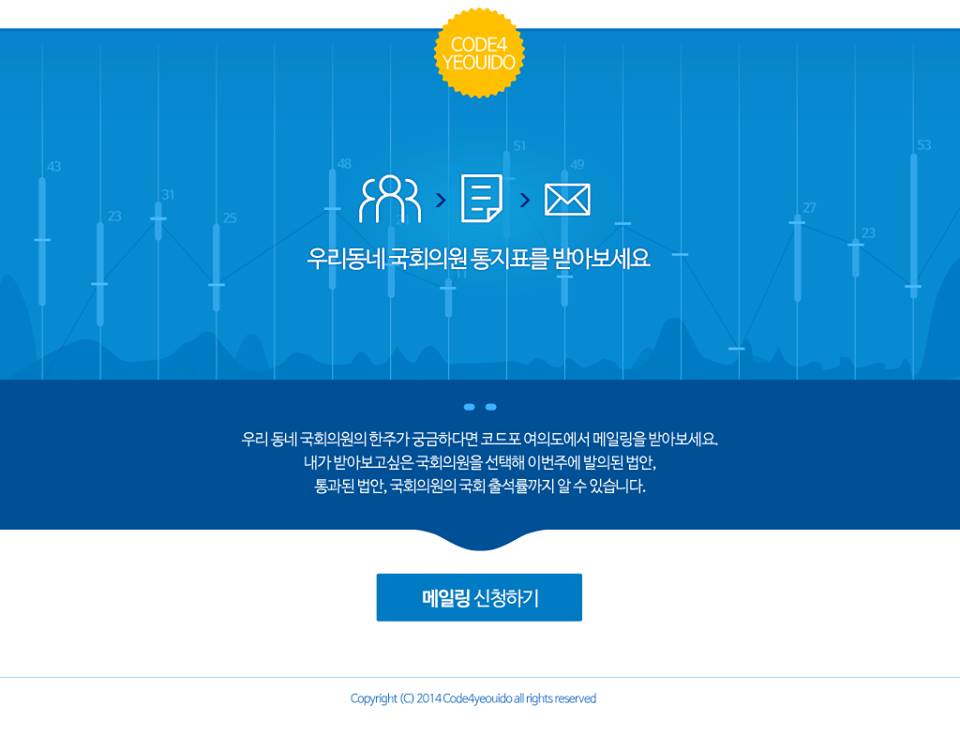 CODE4
YEOUIDO
43
23
31
25
48
51
49
27
23
53
우리동네 국회의원 통지표를 받아보세요
우리 동네 국회의원의 한주가 궁금하다면 코드포 여의도에서 메일링을 받아보세요.
내가 받아보고싶은 국회의원을 선택해 이번주에 발의된 법안,
통과된 법안, 국회의원의 국회 출석률까지 알 수 있습니다.
메일링 신청하기
Copyright (C) 2014 Code4yeouido all rights reserved